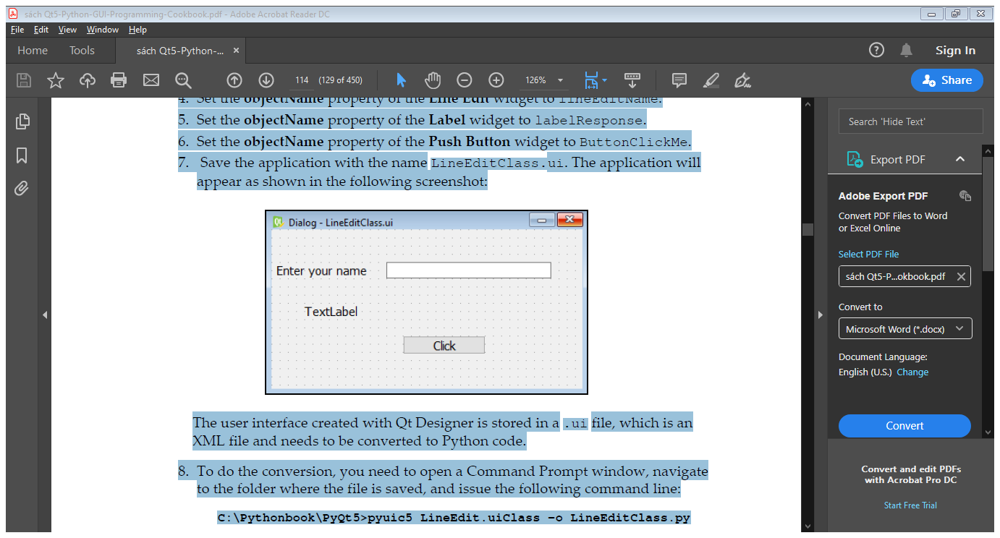 sách Qt5-Python-GUI-Programming-Cookbook.pdf - Adobe Acrobat Reader DC
File Edit View Window Help
Home Tools sách Qt5-Python-... × Sign In
114 (129 of 450) 126% Share
4. Set the objectName property of the Line Edit widget to lineEditName.
5. Set the objectName property of the Label widget to labelResponse.
6. Set the objectName property of the Push Button widget to ButtonClickMe.
7. Save the application with the name LineEditClass.ui. The application will
appear as shown in the following screenshot:
Dialog - LineEditClass.ui
Enter your name
TextLabel
Click
The user interface created with Qt Designer is stored in a .ui file, which is an
XML file and needs to be converted to Python code.
8. To do the conversion, you need to open a Command Prompt window, navigate
to the folder where the file is saved, and issue the following command line:
C:\Pythonbook\PyQt5>pyuic5 LineEdit.uiClass -o LineEditClass.py
Search 'Hide Text'
Export PDF
Adobe Export PDF
Convert PDF Files to Word
or Excel Online
Select PDF File
sách Qt5-P...okbook.pdf
Convert to
Microsoft Word (*.docx)
Document Language:
English (U.S.) Change
Convert
Convert and edit PDFs
with Acrobat Pro DC
Start Free Trial